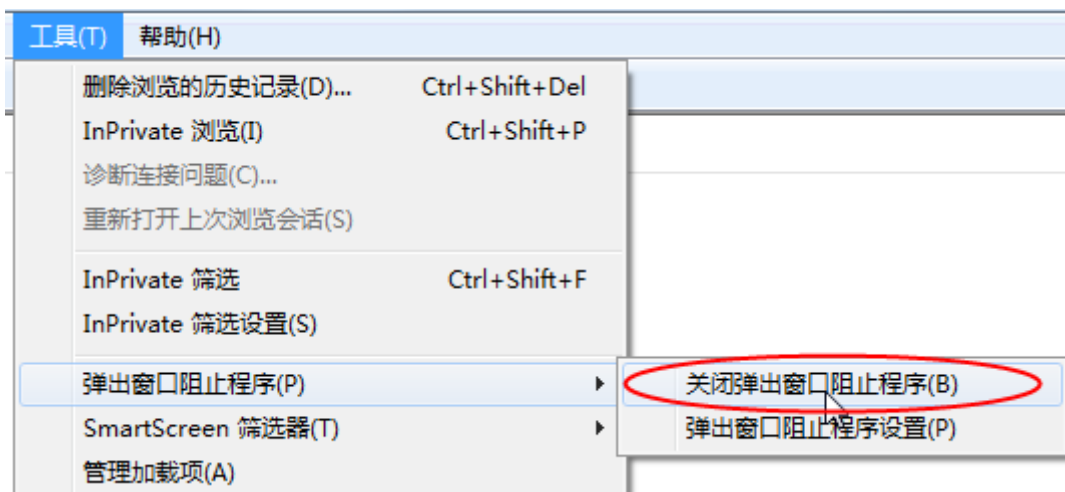 工具(T) 帮助(H)
删除浏览的历史记录(D)... Ctrl+Shift+Del
InPrivate 浏览(I) Ctrl+Shift+P
诊断连接问题(C)...
重新打开上次浏览会话(S)
InPrivate 筛选 Ctrl+Shift+F
InPrivate 筛选设置(S)
弹出窗口阻止程序(P) 关闭弹出窗口阻止程序(B)
SmartScreen 筛选器(T) 弹出窗口阻止程序设置(P)
管理加载项(A)